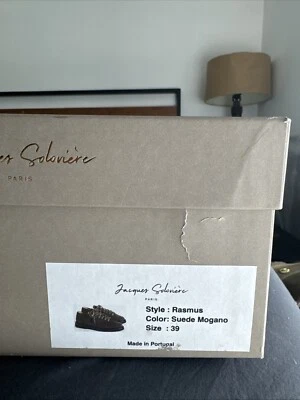 es Solovière
PARIS
Jacques Solovière
PARIS
Style : Rasmus
Color: Suede Mogano
Size : 39
Made in Portugal